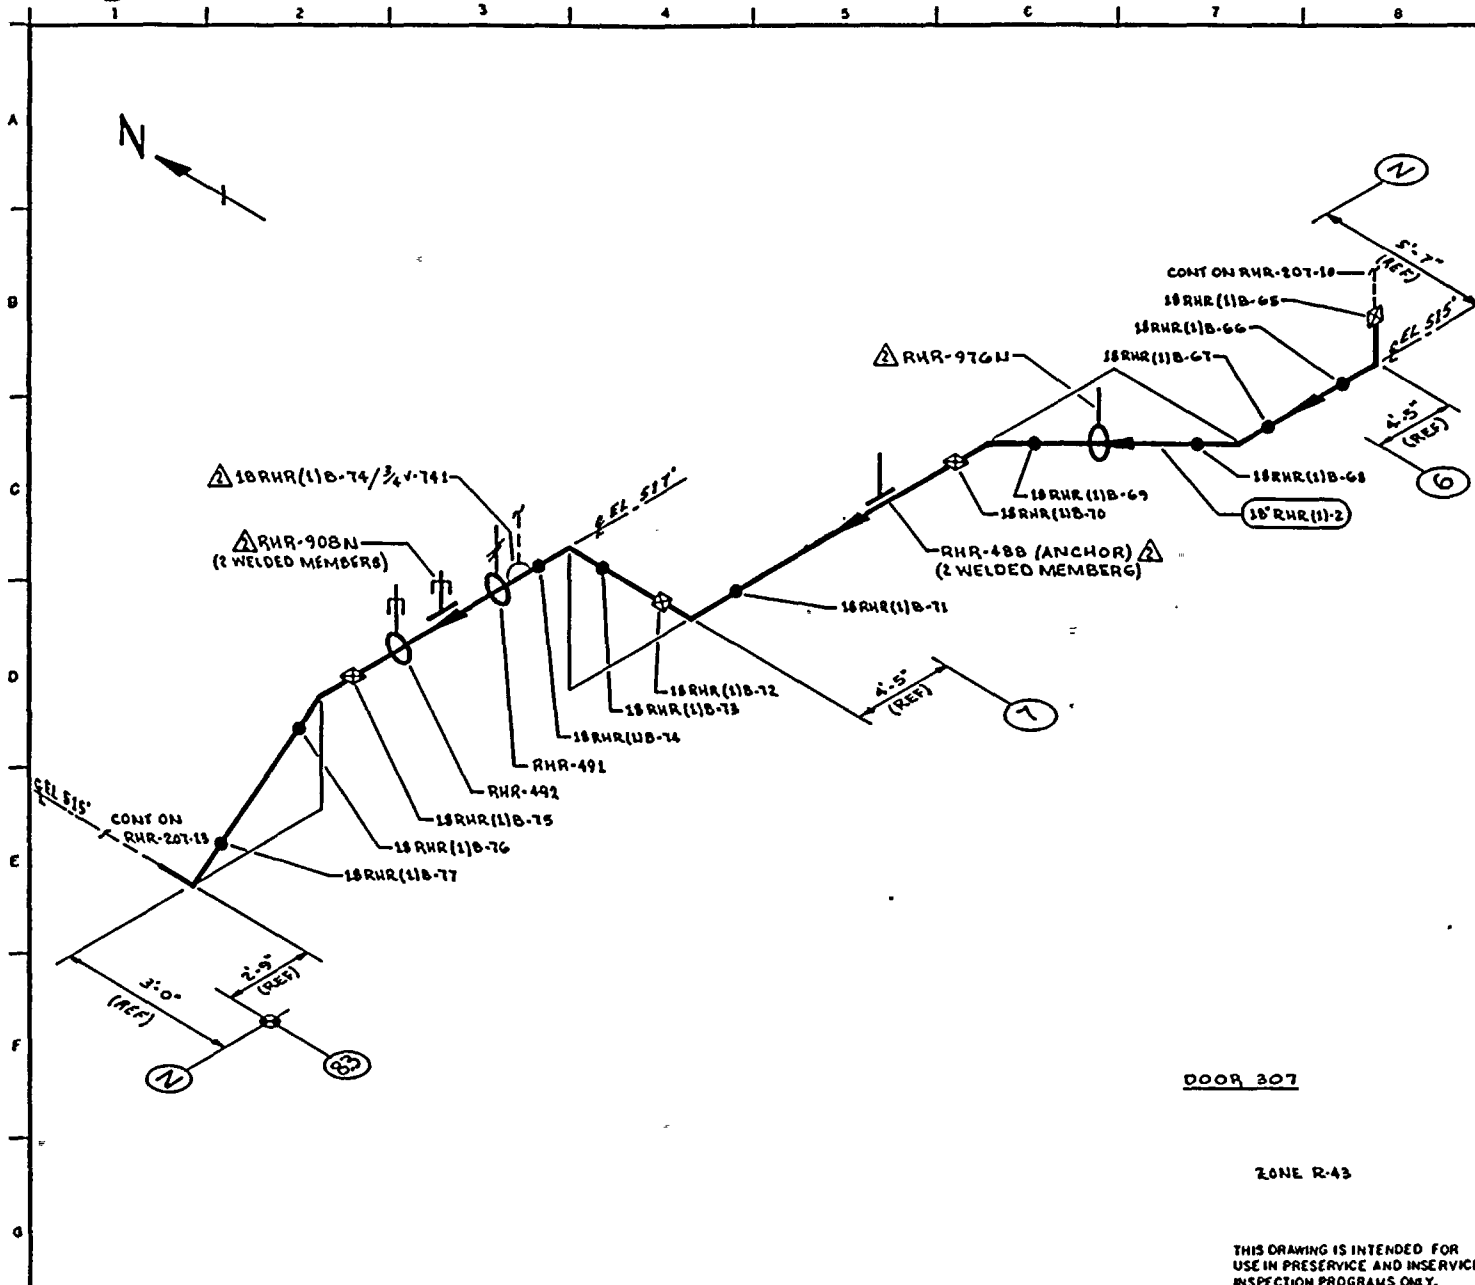 1 2 3 4 5 6 7 8
A
N
N
5'-7"
(REF)
B
CONT ON RHR-207-10
18RHR(1)B-65
18RHR(1)B-66
℄ EL 515'
2 RHR-976N
18RHR(1)B-67
4'-5"
(REF)
6
C
2 18RHR(1)B-74/3/4V-741
℄ EL 517'
18RHR(1)B-68
18RHR(1)B-69
18RHR(1)B-70
18"RHR(1)-2
2 RHR-908N
(2 WELDED MEMBERS)
RHR-488 (ANCHOR) 2
(2 WELDED MEMBERS)
18RHR(1)B-71
D
18RHR(1)B-72
4'-5"
(REF)
7
18RHR(1)B-73
18RHR(1)B-74
RHR-491
RHR-492
℄ EL 515'
CONT ON
RHR-207-13
18RHR(1)B-75
18RHR(1)B-76
E
18RHR(1)B-77
2'-9"
(REF)
3'-0"
(REF)
F
N
83
DOOR 307
ZONE R-43
G
THIS DRAWING IS INTENDED FOR
USE IN PRESERVICE AND INSERVICE
INSPECTION PROGRAMS ONLY.